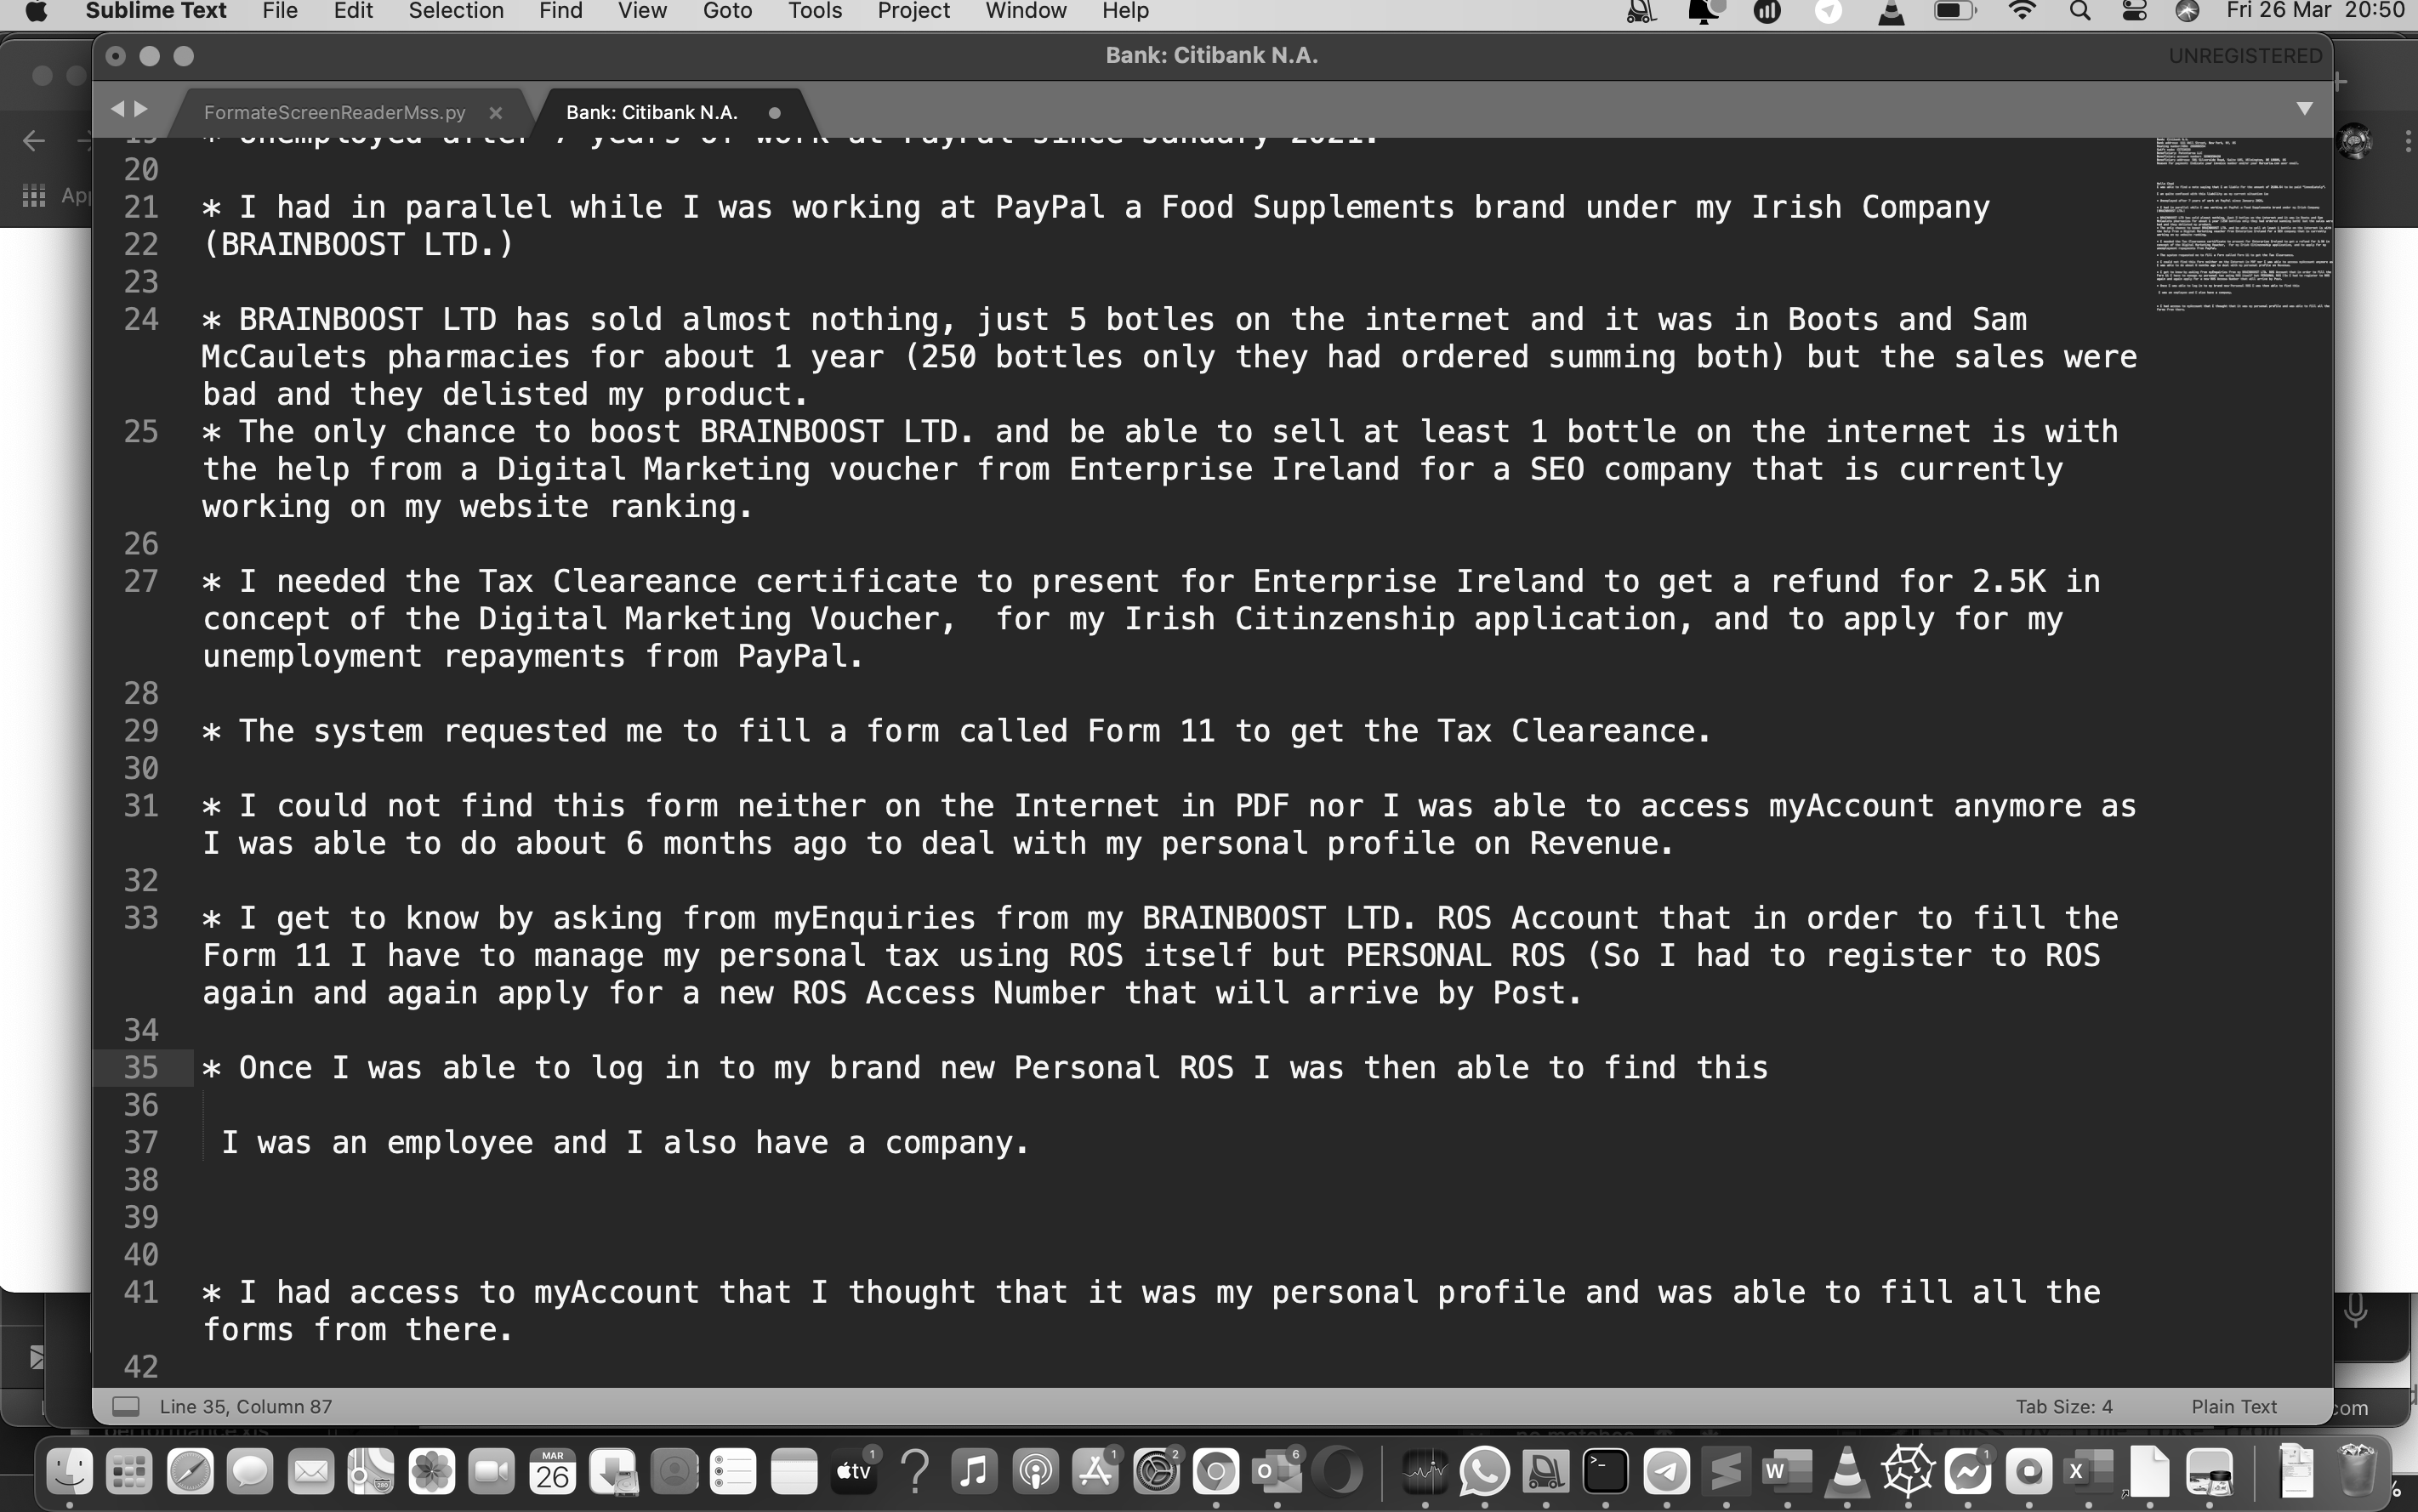 Sublime Text File Edit Selection Find View Goto Tools Project Window Help Fri 26 Mar 20:50
Bank: Citibank N.A. UNREGISTERED
FormateScreenReaderMss.py Bank: Citibank N.A.
19 * Unemployed after 7 years of work at PayPal since January 2021.
20
21 * I had in parallel while I was working at PayPal a Food Supplements brand under my Irish Company
22 (BRAINBOOST LTD.)
23
24 * BRAINBOOST LTD has sold almost nothing, just 5 botles on the internet and it was in Boots and Sam
McCaulets pharmacies for about 1 year (250 bottles only they had ordered summing both) but the sales were
bad and they delisted my product.
25 * The only chance to boost BRAINBOOST LTD. and be able to sell at least 1 bottle on the internet is with
the help from a Digital Marketing voucher from Enterprise Ireland for a SEO company that is currently
working on my website ranking.
26
27 * I needed the Tax Cleareance certificate to present for Enterprise Ireland to get a refund for 2.5K in
concept of the Digital Marketing Voucher,  for my Irish Citinzenship application, and to apply for my
unemployment repayments from PayPal.
28
29 * The system requested me to fill a form called Form 11 to get the Tax Cleareance.
30
31 * I could not find this form neither on the Internet in PDF nor I was able to access myAccount anymore as
I was able to do about 6 months ago to deal with my personal profile on Revenue.
32
33 * I get to know by asking from myEnquiries from my BRAINBOOST LTD. ROS Account that in order to fill the
Form 11 I have to manage my personal tax using ROS itself but PERSONAL ROS (So I had to register to ROS
again and again apply for a new ROS Access Number that will arrive by Post.
34
35 * Once I was able to log in to my brand new Personal ROS I was then able to find this
36
37 I was an employee and I also have a company.
38
39
40
41 * I had access to myAccount that I thought that it was my personal profile and was able to fill all the
forms from there.
42
Line 35, Column 87 Tab Size: 4 Plain Text
com
MAR
26
tv